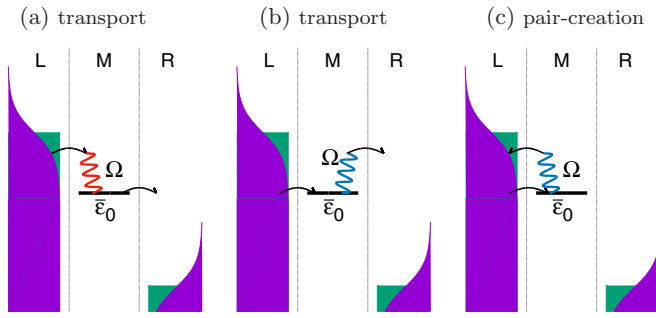 (a) transport (b) transport (c) pair-creation
L M R L M R L M R
Ω Ω Ω
ε̅₀ ε̅₀ ε̅₀